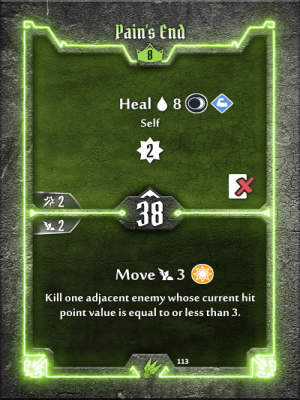 Pain's End
8
Heal 8
Self
2
2
38
2
Move 3
Kill one adjacent enemy whose current hit
point value is equal to or less than 3.
113